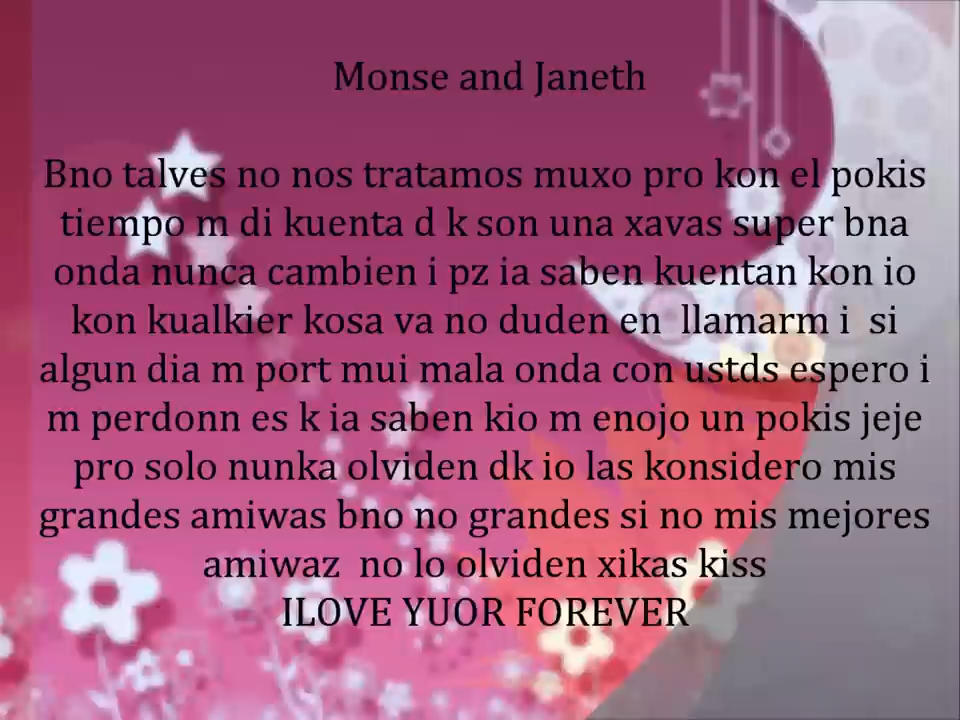 Monse and Janeth
Bno talves no nos tratamos muxo pro kon el pokis
tiempo m di kuenta d k son una xavas super bna
onda nunca cambien i pz ia saben kuentan kon io
kon kualkier kosa va no duden en  llamarm i  si
algun dia m port mui mala onda con ustds espero i
m perdonn es k ia saben kio m enojo un pokis jeje
pro solo nunka olviden dk io las konsidero mis
grandes amiwas bno no grandes si no mis mejores
amiwaz  no lo olviden xikas kiss
ILOVE YUOR FOREVER